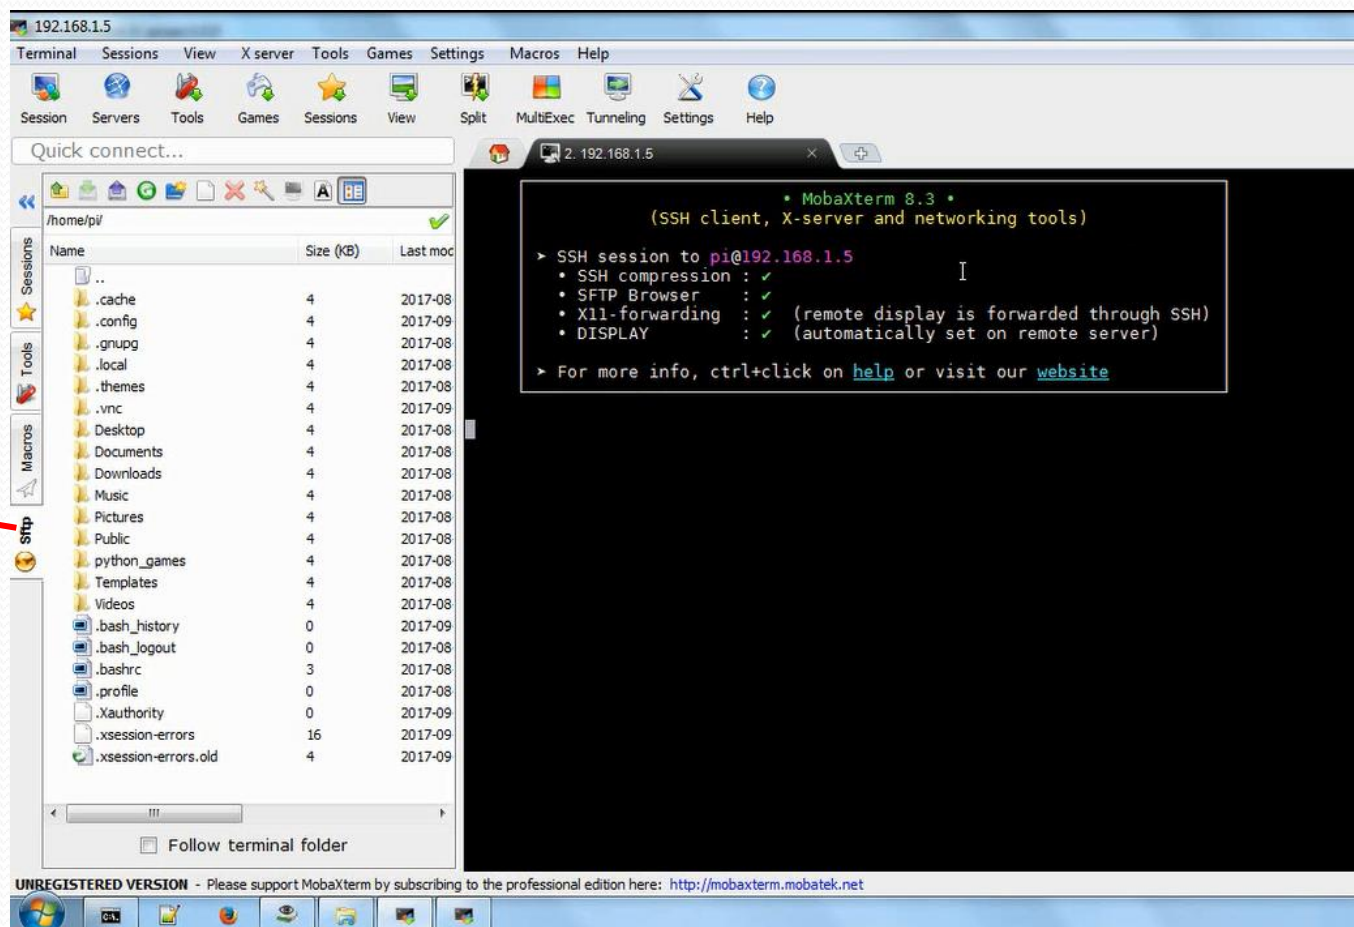 192.168.1.5
Terminal Sessions View X server Tools Games Settings Macros Help
Session Servers Tools Games Sessions View Split MultiExec Tunneling Settings Help
Quick connect...
2. 192.168.1.5
/home/pi/
Name Size (KB) Last mod
..
.cache 4 2017-08
.config 4 2017-09
.gnupg 4 2017-08
.local 4 2017-08
.themes 4 2017-08
.vnc 4 2017-09
Desktop 4 2017-08
Documents 4 2017-08
Downloads 4 2017-08
Music 4 2017-08
Pictures 4 2017-08
Public 4 2017-08
python_games 4 2017-08
Templates 4 2017-08
Videos 4 2017-08
.bash_history 0 2017-09
.bash_logout 0 2017-08
.bashrc 3 2017-08
.profile 0 2017-08
.Xauthority 0 2017-09
.xsession-errors 16 2017-09
.xsession-errors.old 4 2017-09
Follow terminal folder
Sessions
Tools
Macros
Sftp
• MobaXterm 8.3 •
(SSH client, X-server and networking tools)
➤ SSH session to pi@192.168.1.5
• SSH compression : ✔
• SFTP Browser : ✔
• X11-forwarding : ✔ (remote display is forwarded through SSH)
• DISPLAY : ✔ (automatically set on remote server)
➤ For more info, ctrl+click on help or visit our website
UNREGISTERED VERSION - Please support MobaXterm by subscribing to the professional edition here: http://mobaxterm.mobatek.net